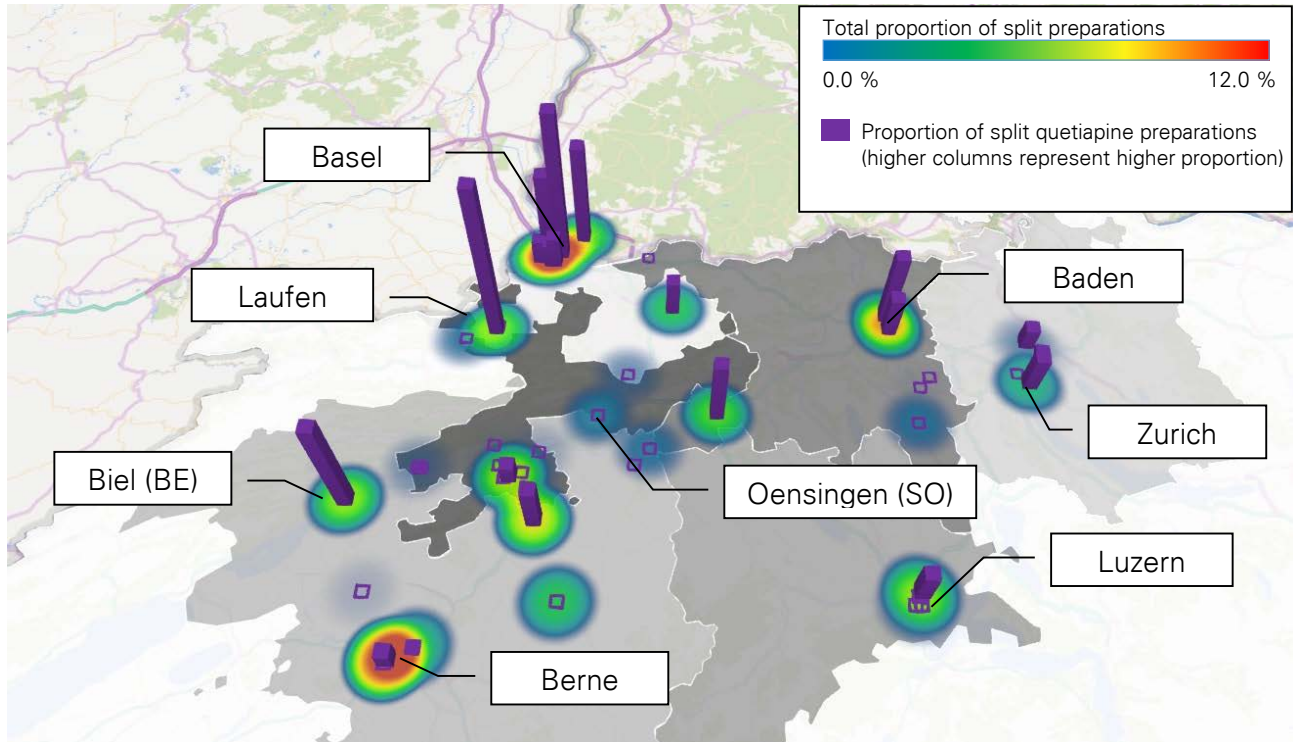 Total proportion of split preparations
0.0 %
12.0 %
Proportion of split quetiapine preparations
(higher columns represent higher proportion)
Basel
Laufen
Baden
Zurich
Biel (BE)
Oensingen (SO)
Luzern
Berne